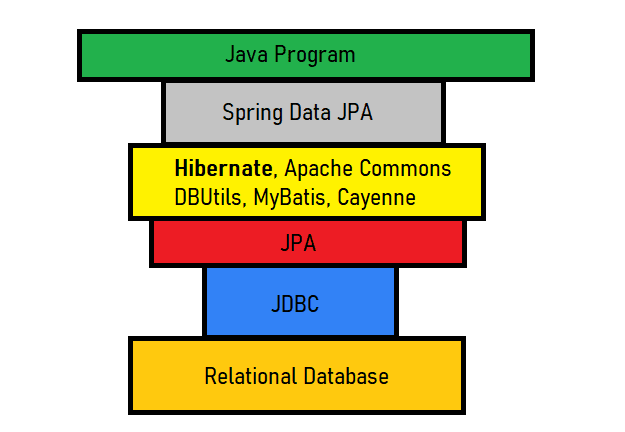 Java Program
Spring Data JPA
Hibernate, Apache Commons
DBUtils, MyBatis, Cayenne
JPA
JDBC
Relational Database